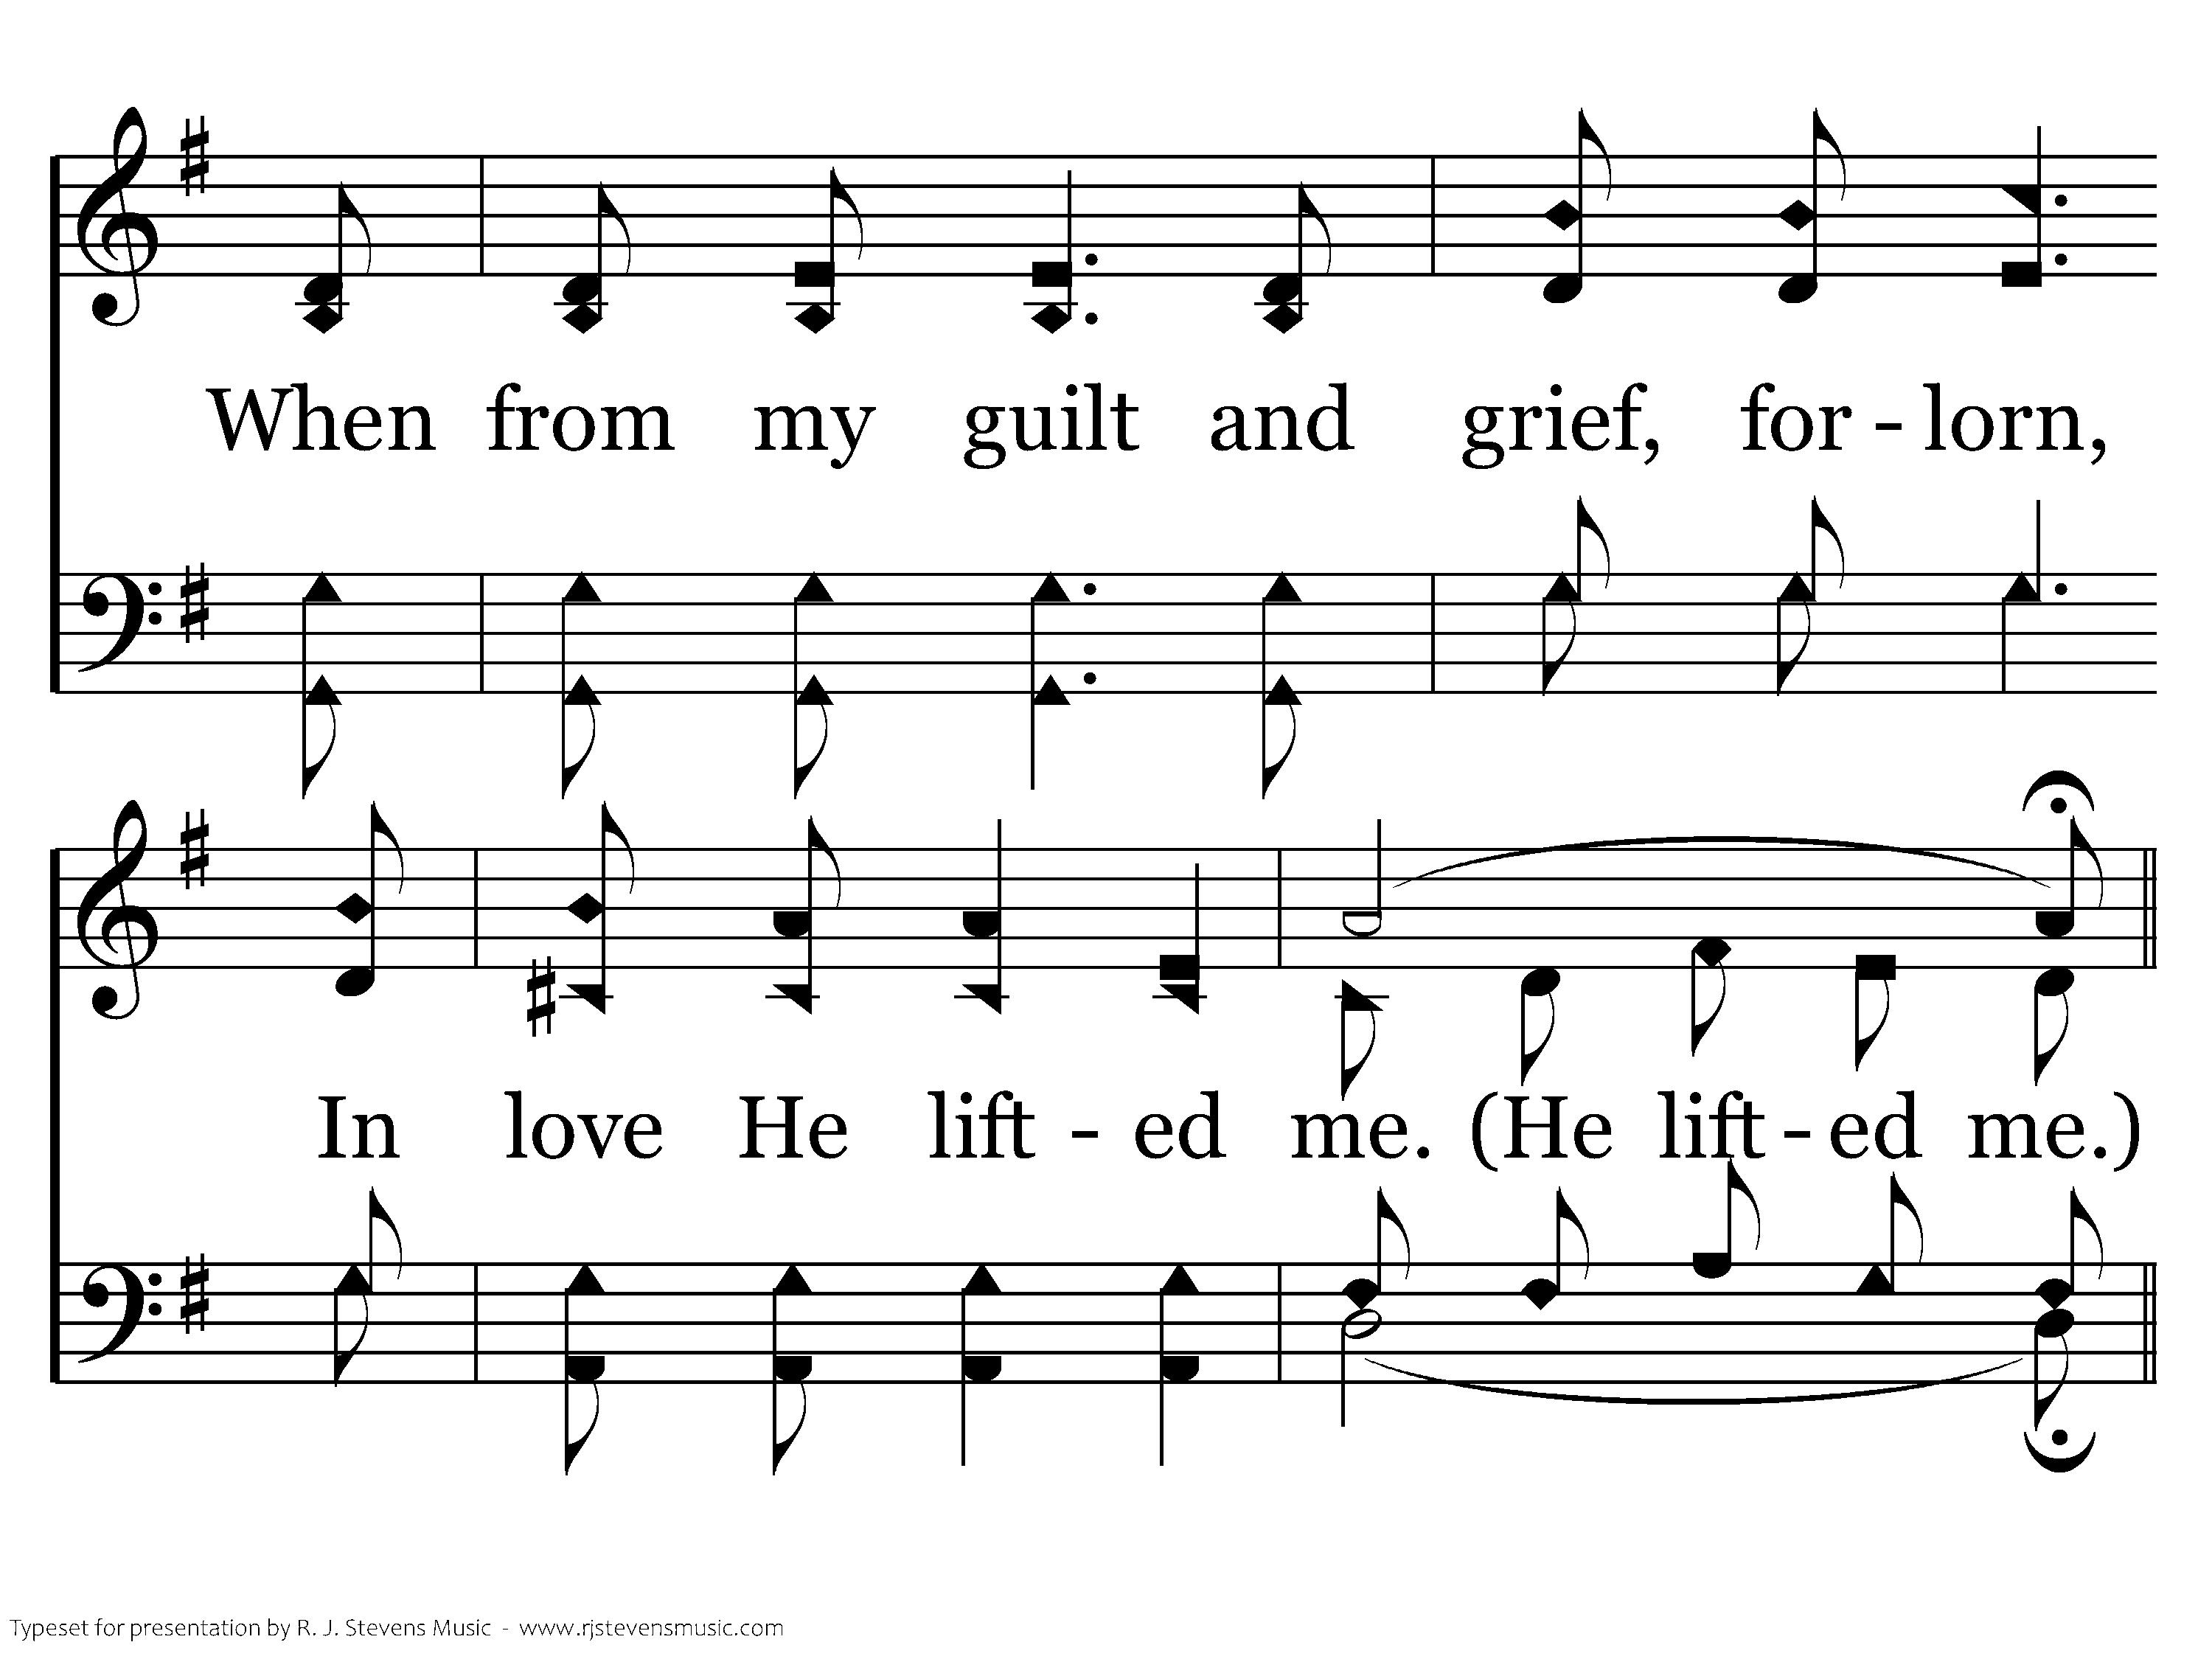 When from my guilt and grief, for - lorn,
In love He lift - ed me. (He lift - ed me.)
Typeset for presentation by R. J. Stevens Music - www.rjstevensmusic.com